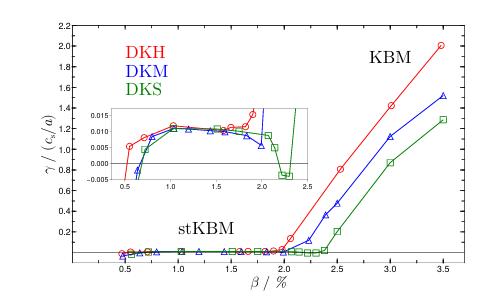 2.2
2.0
1.8
1.6
1.4
1.2
1.0
0.8
0.6
0.4
0.2
γ / (c_s/a)
DKH
DKM
DKS
KBM
stKBM
0.015
0.010
0.005
0.000
−0.005
0.5 1.0 1.5 2.0 2.5
0.5 1.0 1.5 2.0 2.5 3.0 3.5
β / %